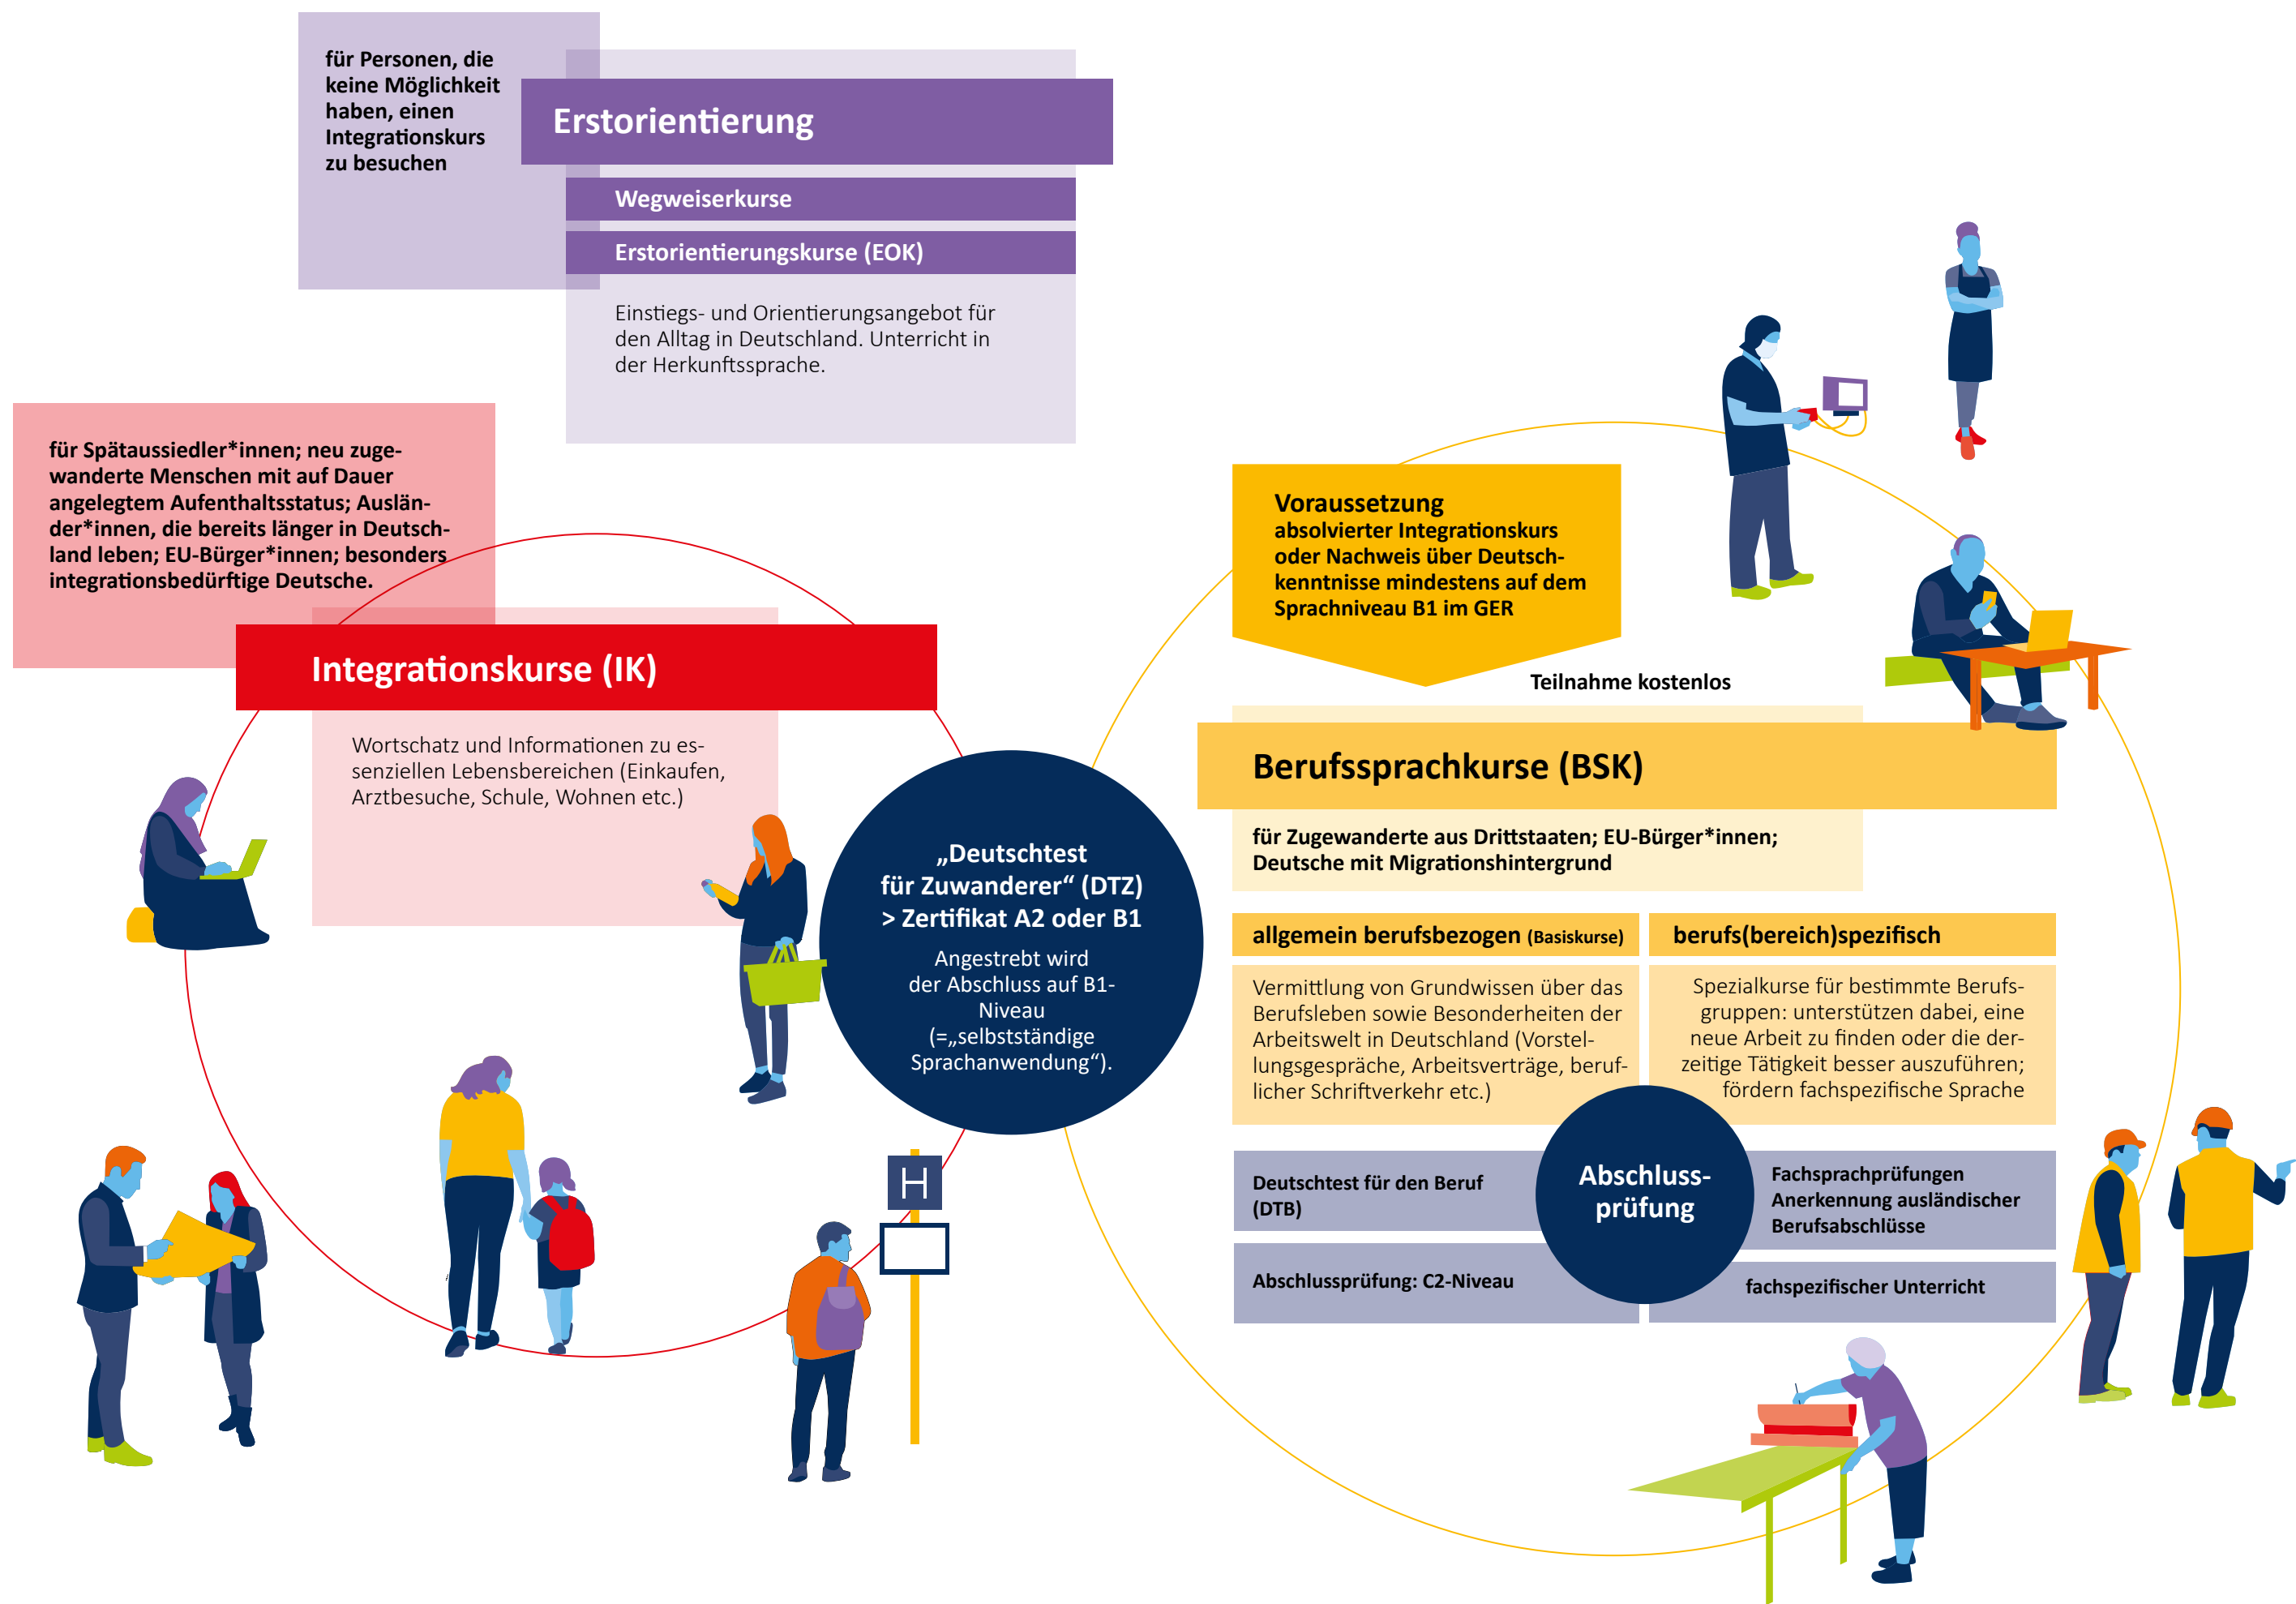 für Personen, die
keine Möglichkeit
haben, einen
Integrationskurs
zu besuchen
Erstorientierung
Wegweiserkurse
Erstorientierungskurse (EOK)
Einstiegs- und Orientierungsangebot für
den Alltag in Deutschland. Unterricht in
der Herkunftssprache.
für Spätaussiedler*innen; neu zuge-
wanderte Menschen mit auf Dauer
angelegtem Aufenthaltsstatus; Auslän-
der*innen, die bereits länger in Deutsch-
land leben; EU-Bürger*innen; besonders
integrationsbedürftige Deutsche.
Integrationskurse (IK)
Wortschatz und Informationen zu es-
senziellen Lebensbereichen (Einkaufen,
Arztbesuche, Schule, Wohnen etc.)
„Deutschtest
für Zuwanderer“ (DTZ)
> Zertifikat A2 oder B1
Angestrebt wird
der Abschluss auf B1-
Niveau
(=„selbstständige
Sprachanwendung“).
H
Voraussetzung
absolvierter Integrationskurs
oder Nachweis über Deutsch-
kenntnisse mindestens auf dem
Sprachniveau B1 im GER
Teilnahme kostenlos
Berufssprachkurse (BSK)
für Zugewanderte aus Drittstaaten; EU-Bürger*innen;
Deutsche mit Migrationshintergrund
allgemein berufsbezogen (Basiskurse)
Vermittlung von Grundwissen über das
Berufsleben sowie Besonderheiten der
Arbeitswelt in Deutschland (Vorstel-
lungsgespräche, Arbeitsverträge, beruf-
licher Schriftverkehr etc.)
berufs(bereich)spezifisch
Spezialkurse für bestimmte Berufs-
gruppen: unterstützen dabei, eine
neue Arbeit zu finden oder die der-
zeitige Tätigkeit besser auszuführen;
fördern fachspezifische Sprache
Abschluss-
prüfung
Deutschtest für den Beruf
(DTB)
Abschlussprüfung: C2-Niveau
Fachsprachprüfungen
Anerkennung ausländischer
Berufsabschlüsse
fachspezifischer Unterricht